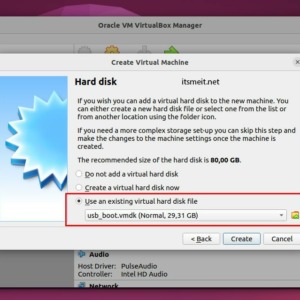 Oracle VM VirtualBox Manager
Create Virtual Machine
Hard disk
itsmeit.net
If you wish you can add a virtual hard disk to the new machine. You
can either create a new hard disk file or select one from the list or
from another location using the folder icon.
If you need a more complex storage set-up you can skip this step and
make the changes to the machine settings once the machine is
created.
The recommended size of the hard disk is 80,00 GB.
Do not add a virtual hard disk
Create a virtual hard disk now
Use an existing virtual hard disk file
usb_boot.vmdk (Normal, 29,31 GB)
< Back
Create
Cancel
Audio
Host Driver: PulseAudio
Controller: Intel HD Audio
Network